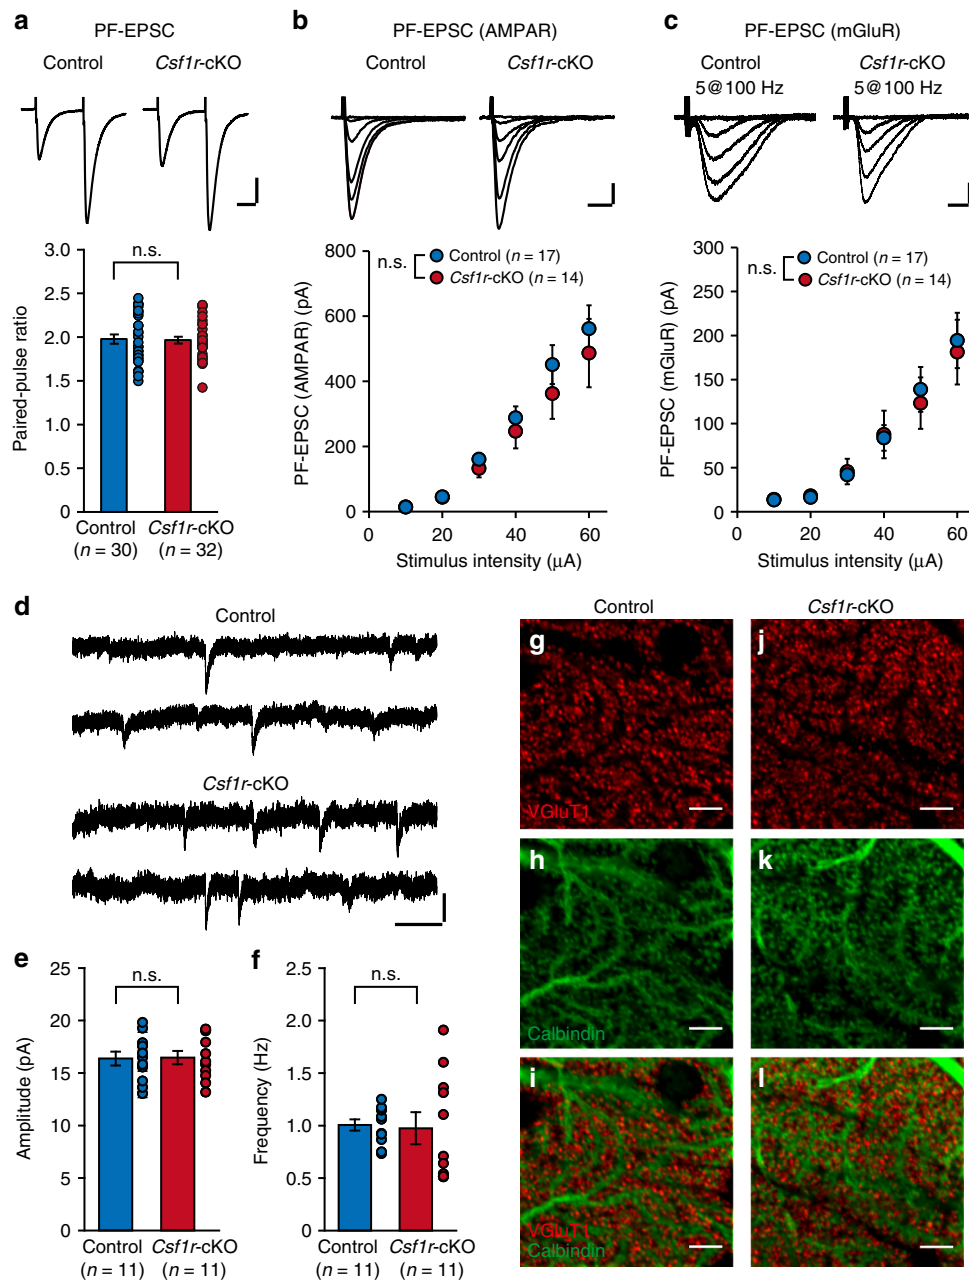 a
PF-EPSC
Control
Csf1r-cKO
n.s.
Paired-pulse ratio
3.0
2.5
2.0
1.5
1.0
0.5
0
Control
(n = 30)
Csf1r-cKO
(n = 32)
b
PF-EPSC (AMPAR)
Control
Csf1r-cKO
n.s.
Control (n = 17)
Csf1r-cKO (n = 14)
PF-EPSC (AMPAR) (pA)
800
600
400
200
0
0
20
40
60
Stimulus intensity (μA)
c
PF-EPSC (mGluR)
Control
5@100 Hz
Csf1r-cKO
5@100 Hz
n.s.
Control (n = 17)
Csf1r-cKO (n = 14)
PF-EPSC (mGluR) (pA)
300
250
200
150
100
50
0
0
20
40
60
Stimulus intensity (μA)
d
Control
Csf1r-cKO
e
n.s.
Amplitude (pA)
25
20
15
10
5
0
Control
(n = 11)
Csf1r-cKO
(n = 11)
f
n.s.
Frequency (Hz)
2.5
2.0
1.5
1.0
0.5
0
Control
(n = 11)
Csf1r-cKO
(n = 11)
Control
Csf1r-cKO
g
VGluT1
j
h
Calbindin
k
i
VGluT1
Calbindin
l